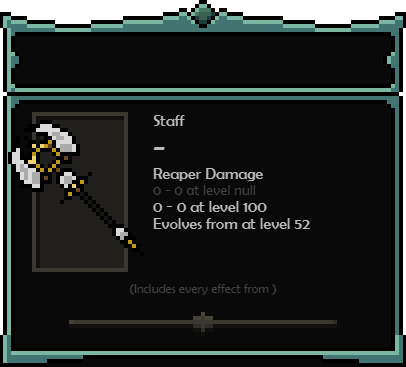 Staff
–
Reaper Damage
0 - 0 at level null
0 - 0 at level 100
Evolves from at level 52
(Includes every effect from )